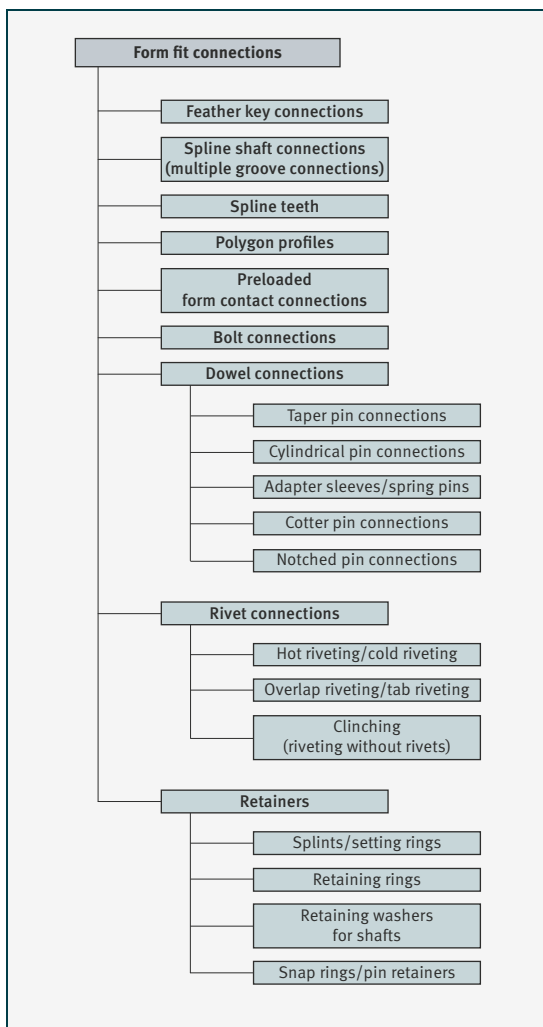 Form fit connections
Feather key connections
Spline shaft connections
(multiple groove connections)
Spline teeth
Polygon profiles
Preloaded
form contact connections
Bolt connections
Dowel connections
Taper pin connections
Cylindrical pin connections
Adapter sleeves/spring pins
Cotter pin connections
Notched pin connections
Rivet connections
Hot riveting/cold riveting
Overlap riveting/tab riveting
Clinching
(riveting without rivets)
Retainers
Splints/setting rings
Retaining rings
Retaining washers
for shafts
Snap rings/pin retainers